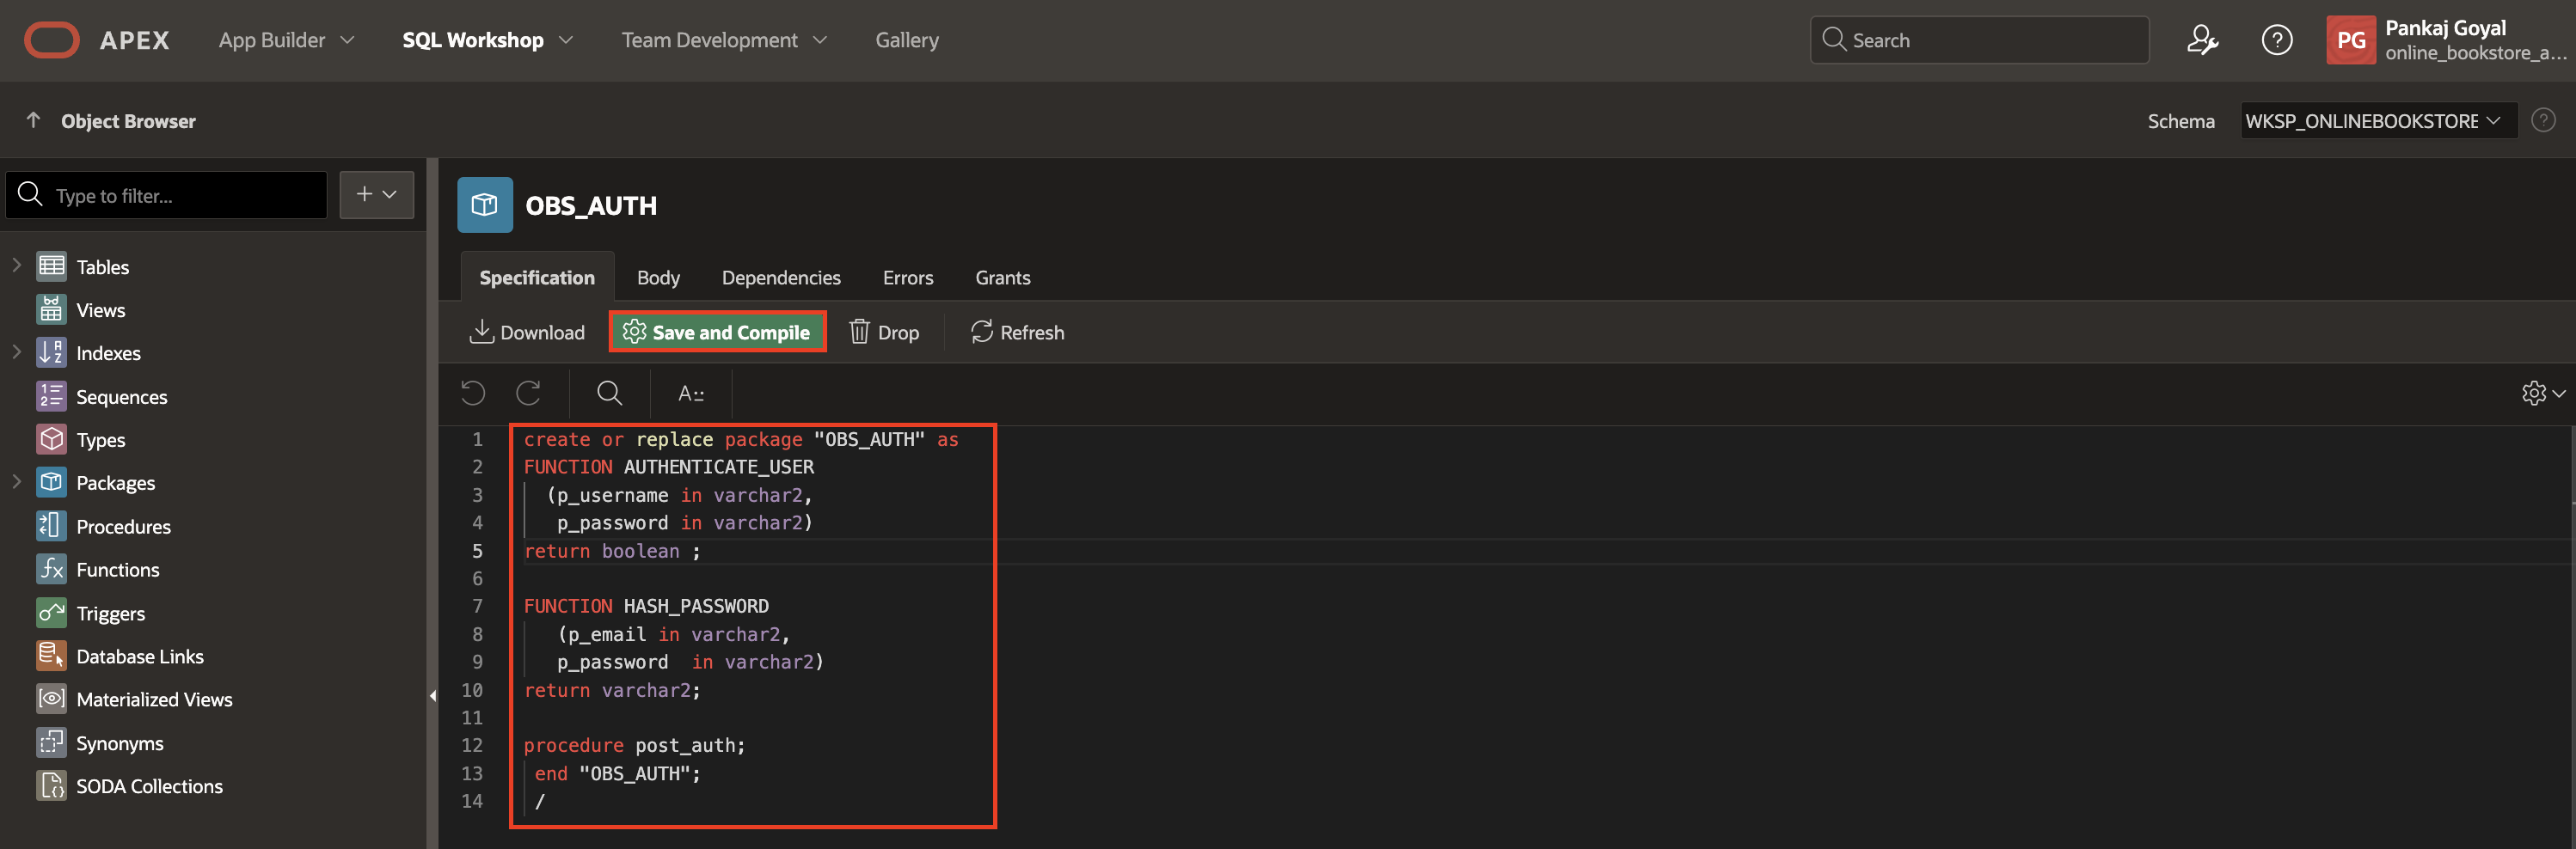 APEX App Builder SQL Workshop Team Development Gallery Search PG Pankaj Goyal
online_bookstore_a...
Object Browser Schema WKSP_ONLINEBOOKSTORE
Type to filter...
OBS_AUTH
Specification Body Dependencies Errors Grants
Download Save and Compile Drop Refresh
Tables
Views
Indexes
Sequences
Types
Packages
Procedures
Functions
Triggers
Database Links
Materialized Views
Synonyms
SODA Collections
1 create or replace package "OBS_AUTH" as
2 FUNCTION AUTHENTICATE_USER
3 (p_username in varchar2,
4 p_password in varchar2)
5 return boolean ;
6
7 FUNCTION HASH_PASSWORD
8 (p_email in varchar2,
9 p_password  in varchar2)
10 return varchar2;
11
12 procedure post_auth;
13 end "OBS_AUTH";
14 /